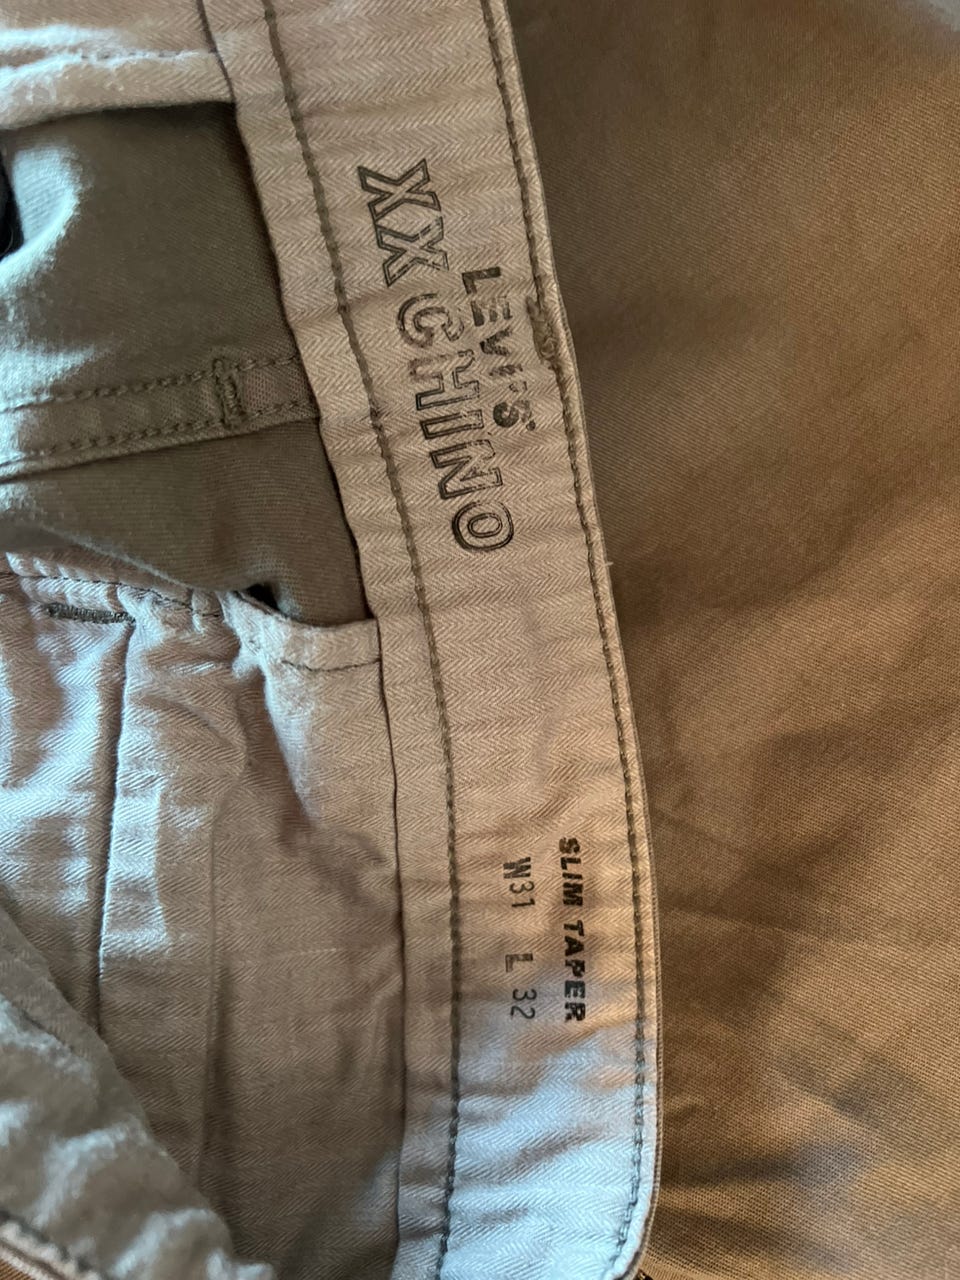 LEVI'S®
XX CHINO
SLIM TAPER
W31 L 32